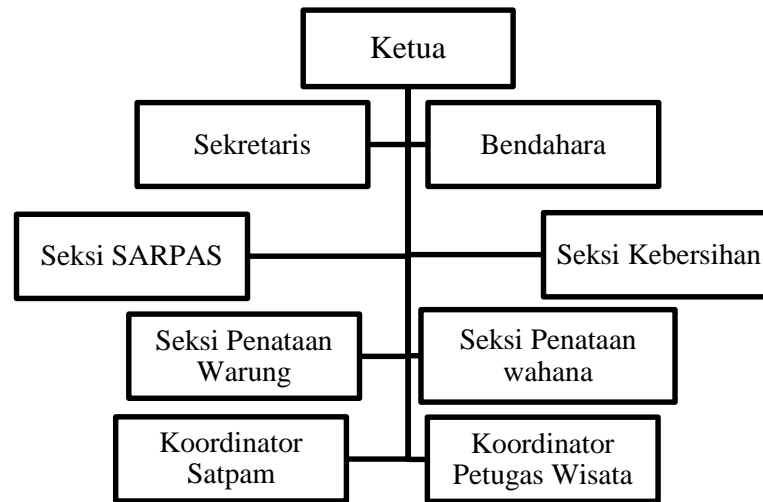 Ketua
Sekretaris
Bendahara
Seksi SARPAS
Seksi Kebersihan
Seksi Penataan
Warung
Seksi Penataan
wahana
Koordinator
Satpam
Koordinator
Petugas Wisata